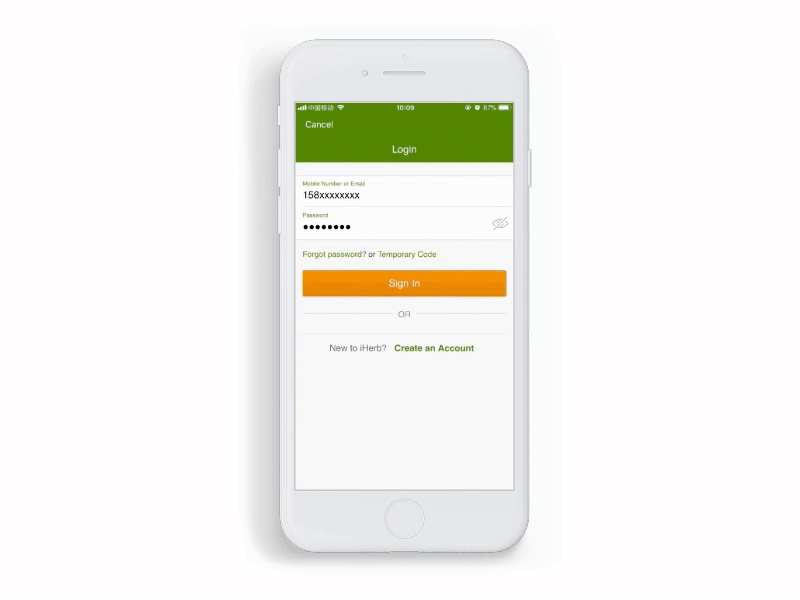 中国移动 10:09 87%
Cancel
Login
Mobile Number or Email
158xxxxxxxx
Password
●●●●●●●●
Forgot password? or Temporary Code
Sign In
OR
New to iHerb? Create an Account